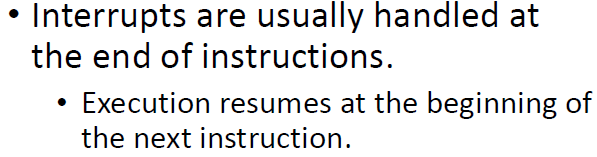 • Interrupts are usually handled at
the end of instructions.
• Execution resumes at the beginning of
the next instruction.